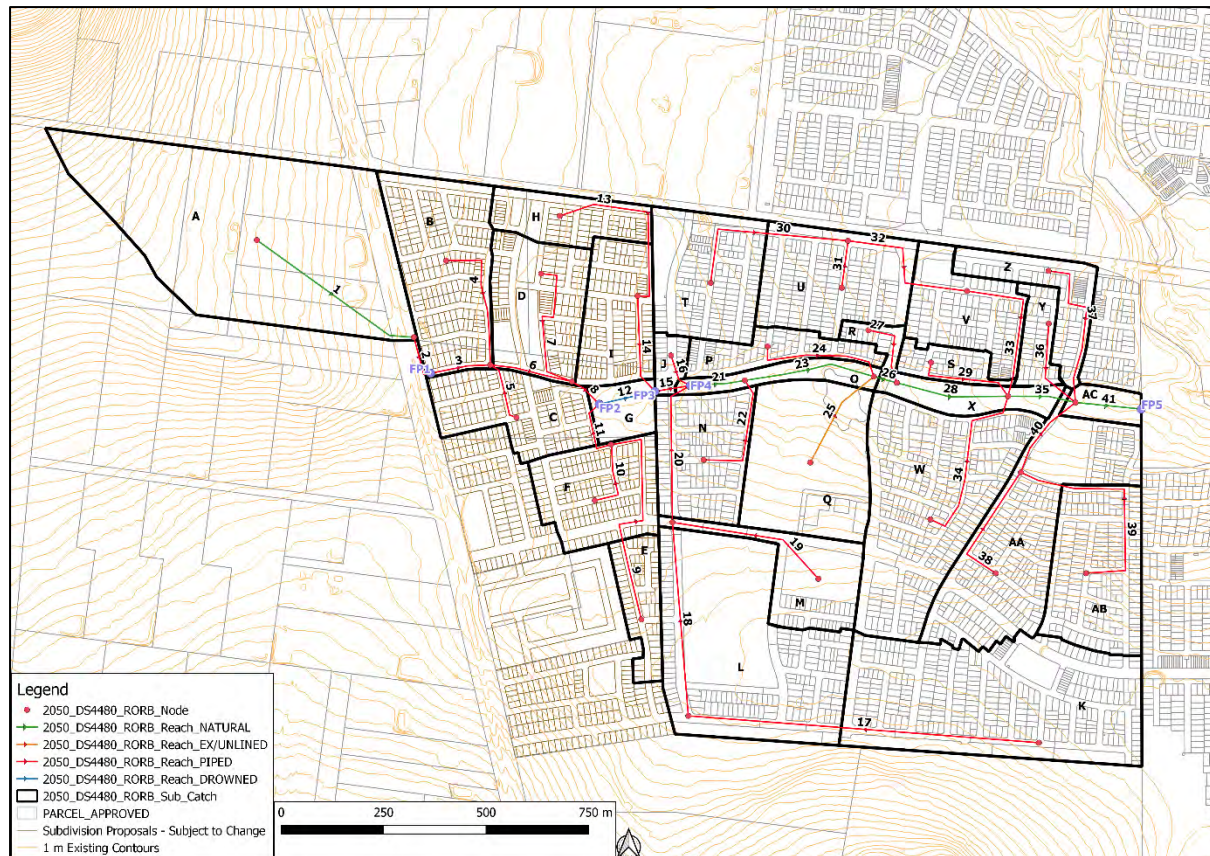 13
H
A
B
30
32
T
U
31
Z
V
Y
37
4
D
7
I
14
R
27
1
J
16
P
24
S
33
36
2
FP1
3
6
8
12
FP3
15
FP4
21
23
Q
26
29
28
35
AC
41
FP5
5
FP2
G
25
X
C
11
N
22
40
F
10
20
Q
W
34
39
E
9
19
38
AA
AB
M
18
L
K
17
Legend
2050_DS4480_RORB_Node
2050_DS4480_RORB_Reach_NATURAL
2050_DS4480_RORB_Reach_EX/UNLINED
2050_DS4480_RORB_Reach_PIPED
2050_DS4480_RORB_Reach_DROWNED
2050_DS4480_RORB_Sub_Catch
PARCEL_APPROVED
Subdivision Proposals - Subject to Change
1 m Existing Contours
0 250 500 750 m